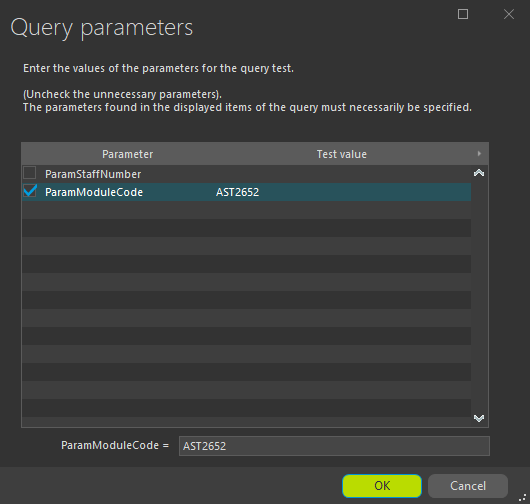 Query parameters
Enter the values of the parameters for the query test.
(Uncheck the unnecessary parameters).
The parameters found in the displayed items of the query must necessarily be specified.
Parameter Test value
ParamStaffNumber
ParamModuleCode AST2652
ParamModuleCode = AST2652
OK Cancel